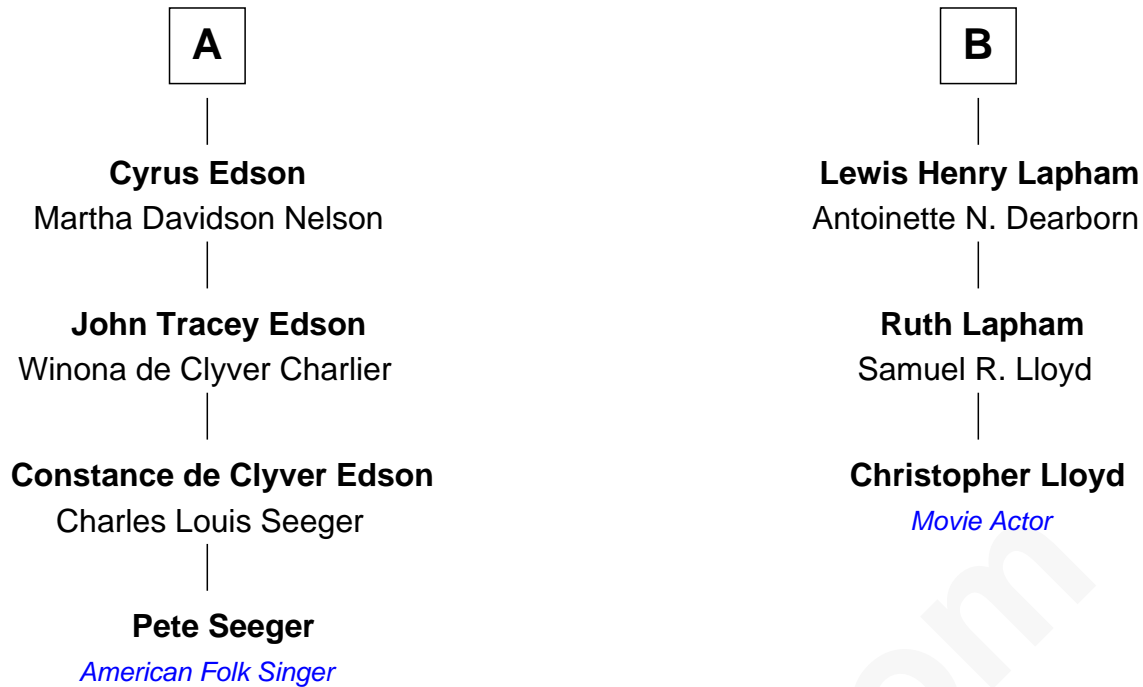 A
Cyrus Edson
Martha Davidson Nelson
John Tracey Edson
Winona de Clyver Charlier
Constance de Clyver Edson
Charles Louis Seeger
Pete Seeger
American Folk Singer
B
Lewis Henry Lapham
Antoinette N. Dearborn
Ruth Lapham
Samuel R. Lloyd
Christopher Lloyd
Movie Actor
om